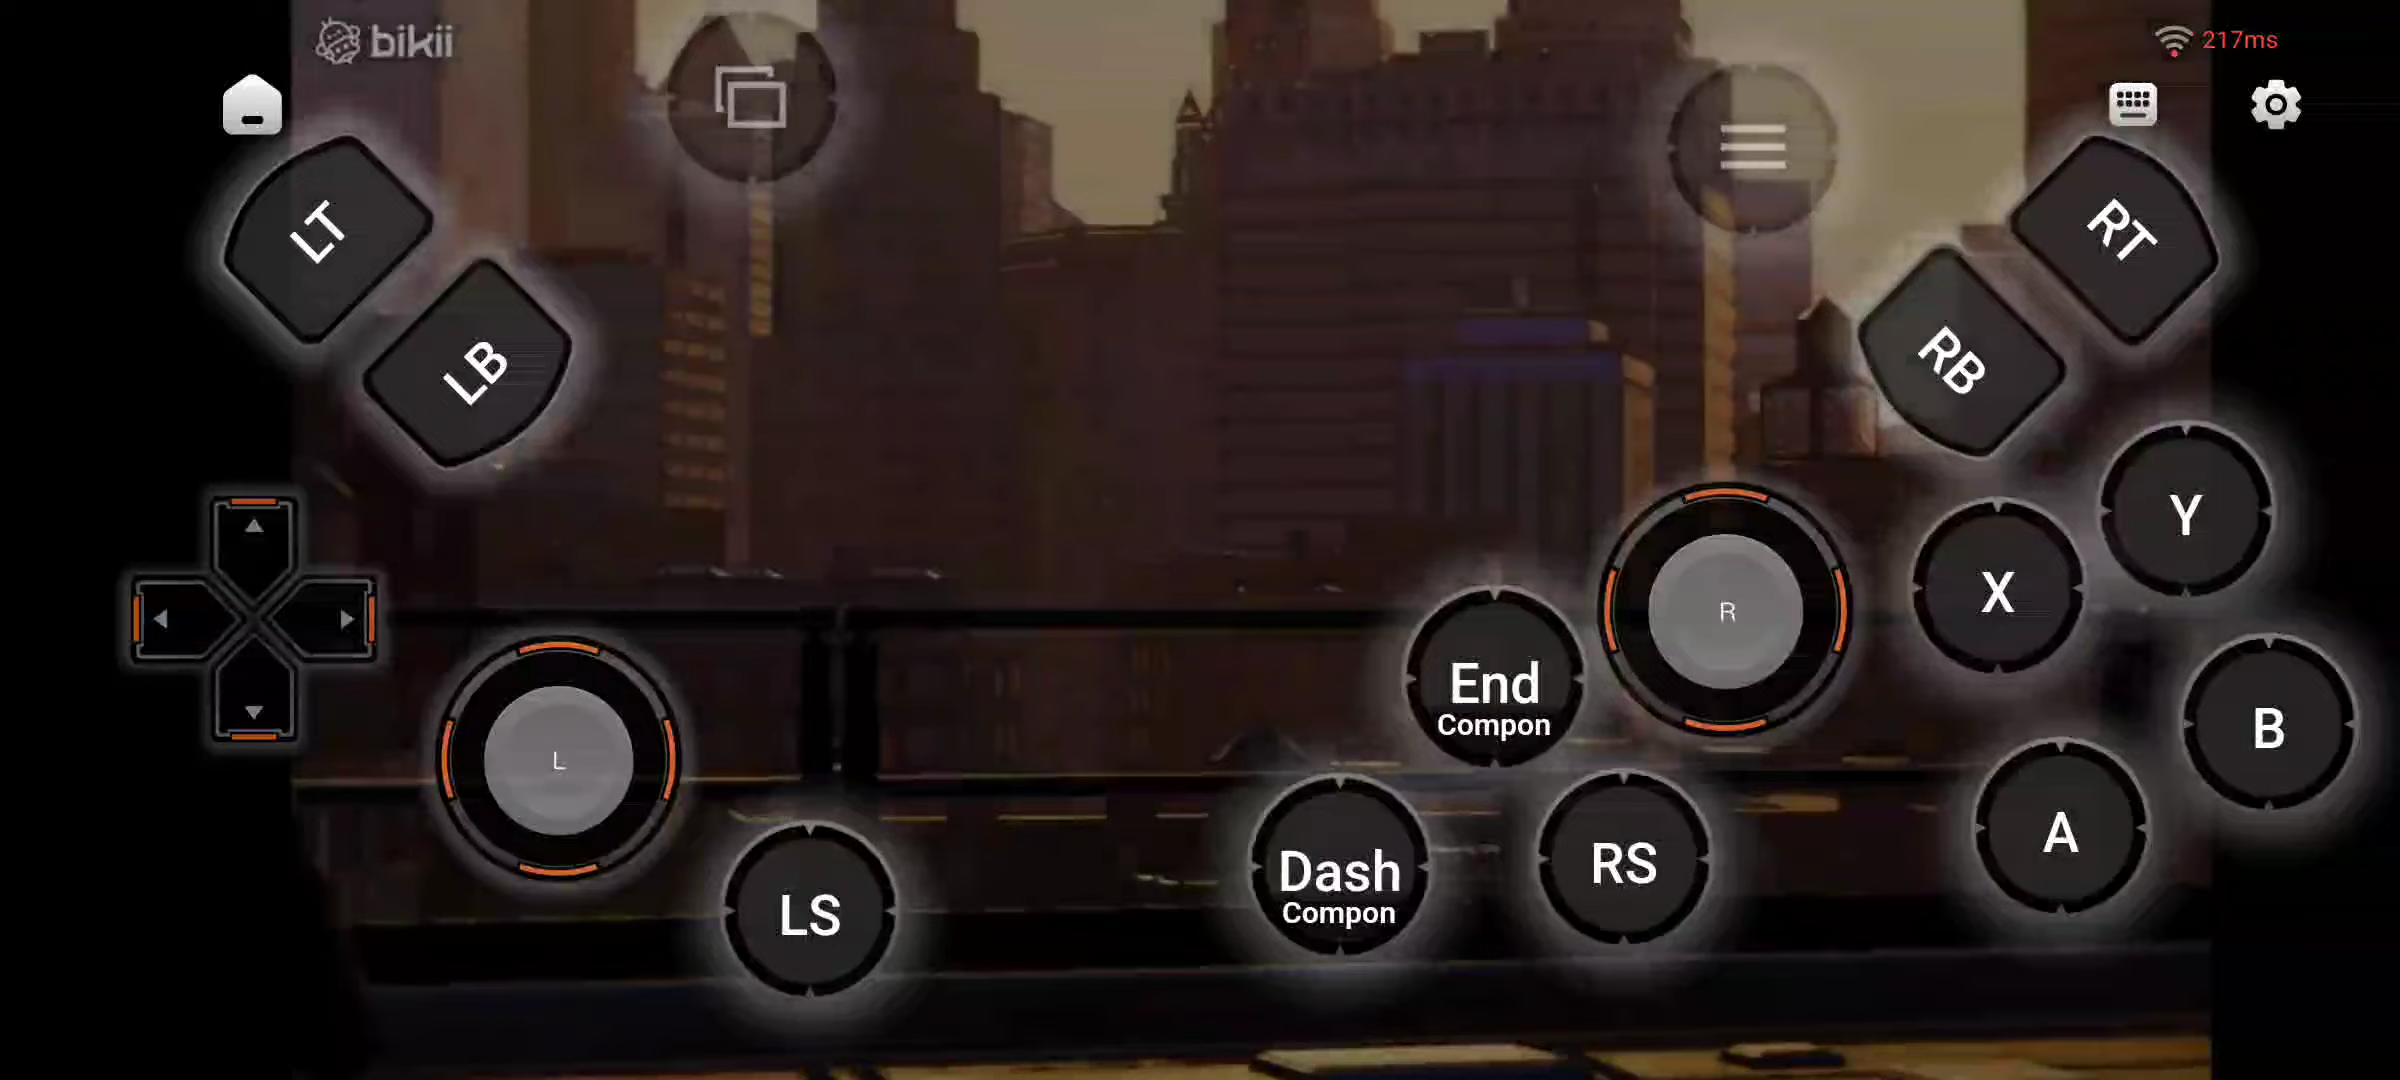 bikii
217ms
LT
RT
LB
RB
Y
X
R
End
Compon
B
L
A
Dash
Compon
RS
LS